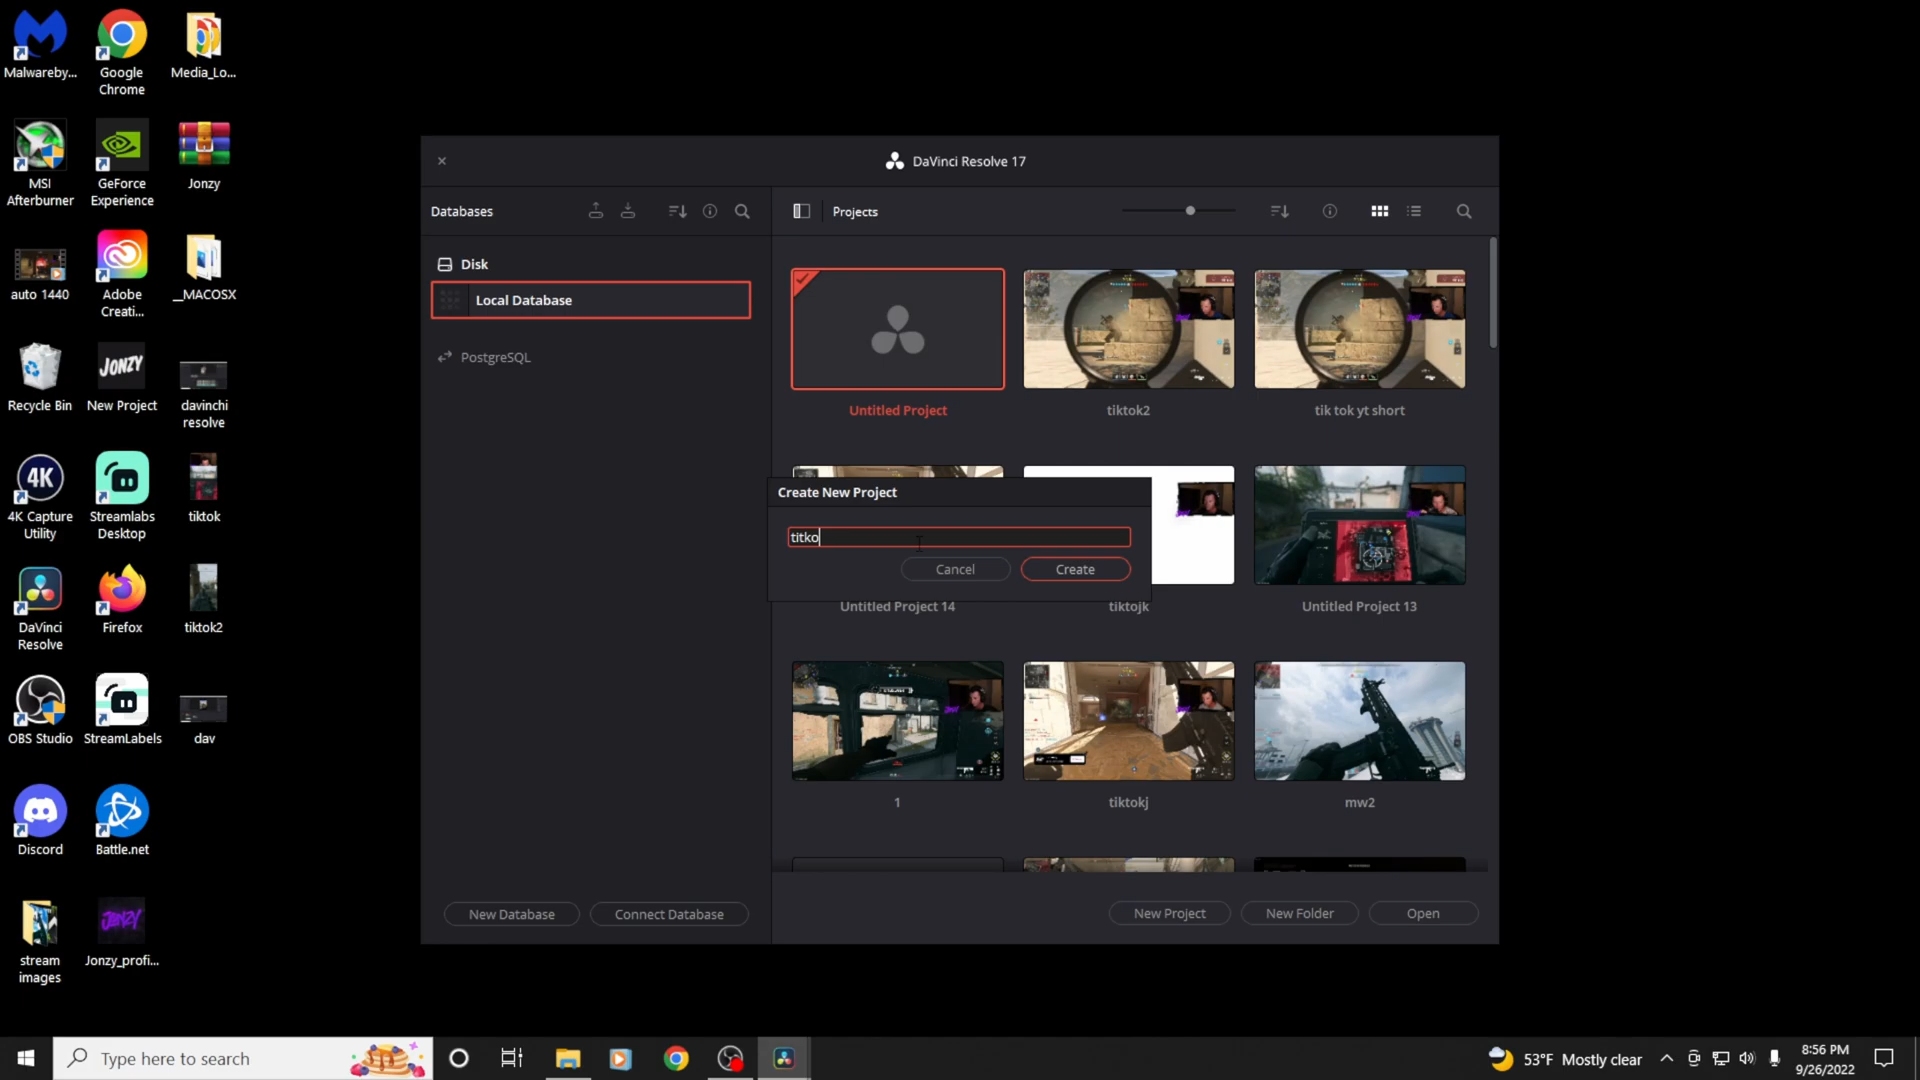 Malwareby...
Google
Chrome
Media_Lo...
MSI
Afterburner
GeForce
Experience
Jonzy
auto 1440
Adobe
Creati...
__MACOSX
Recycle Bin
JONZY
New Project
davinchi
resolve
4K
4K Capture
Utility
Streamlabs
Desktop
tiktok
DaVinci
Resolve
Firefox
tiktok2
OBS Studio
StreamLabels
dav
Discord
Battle.net
stream
images
JONZY
Jonzy_profi...
DaVinci Resolve 17
Databases
Projects
Disk
Local Database
PostgreSQL
Untitled Project
tiktok2
tik tok yt short
Create New Project
titko
Cancel
Create
Untitled Project 14
tiktojk
Untitled Project 13
1
tiktokj
mw2
New Database
Connect Database
New Project
New Folder
Open
Type here to search
53°F Mostly clear
8:56 PM
9/26/2022